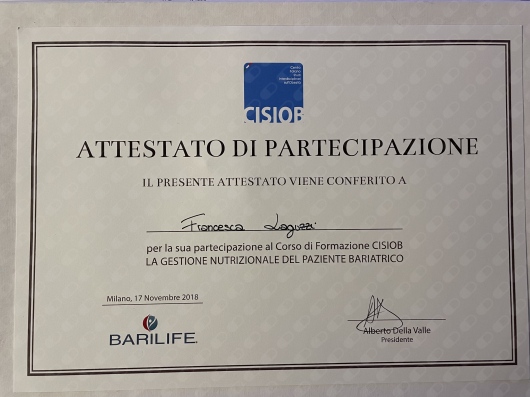 CISIOB
ATTESTATO DI PARTECIPAZIONE
IL PRESENTE ATTESTATO VIENE CONFERITO A
Francesca Laguzzi
per la sua partecipazione al Corso di Formazione CISIOB
LA GESTIONE NUTRIZIONALE DEL PAZIENTE BARIATRICO
Milano, 17 Novembre 2018
BARILIFE
Alberto Della Valle
Presidente